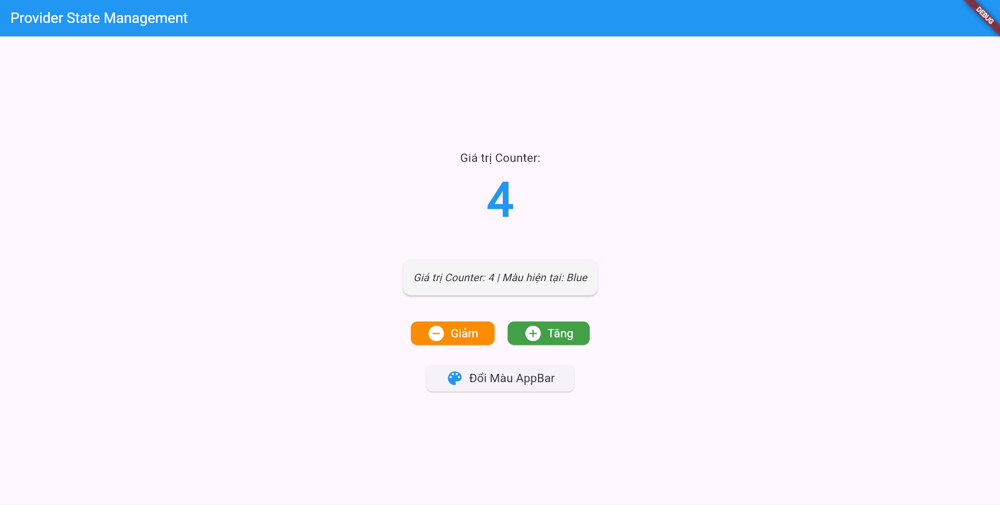 Provider State Management
DEBUG
Giá trị Counter:
4
Giá trị Counter: 4 | Màu hiện tại: Blue
Giảm
Tăng
Đổi Màu AppBar